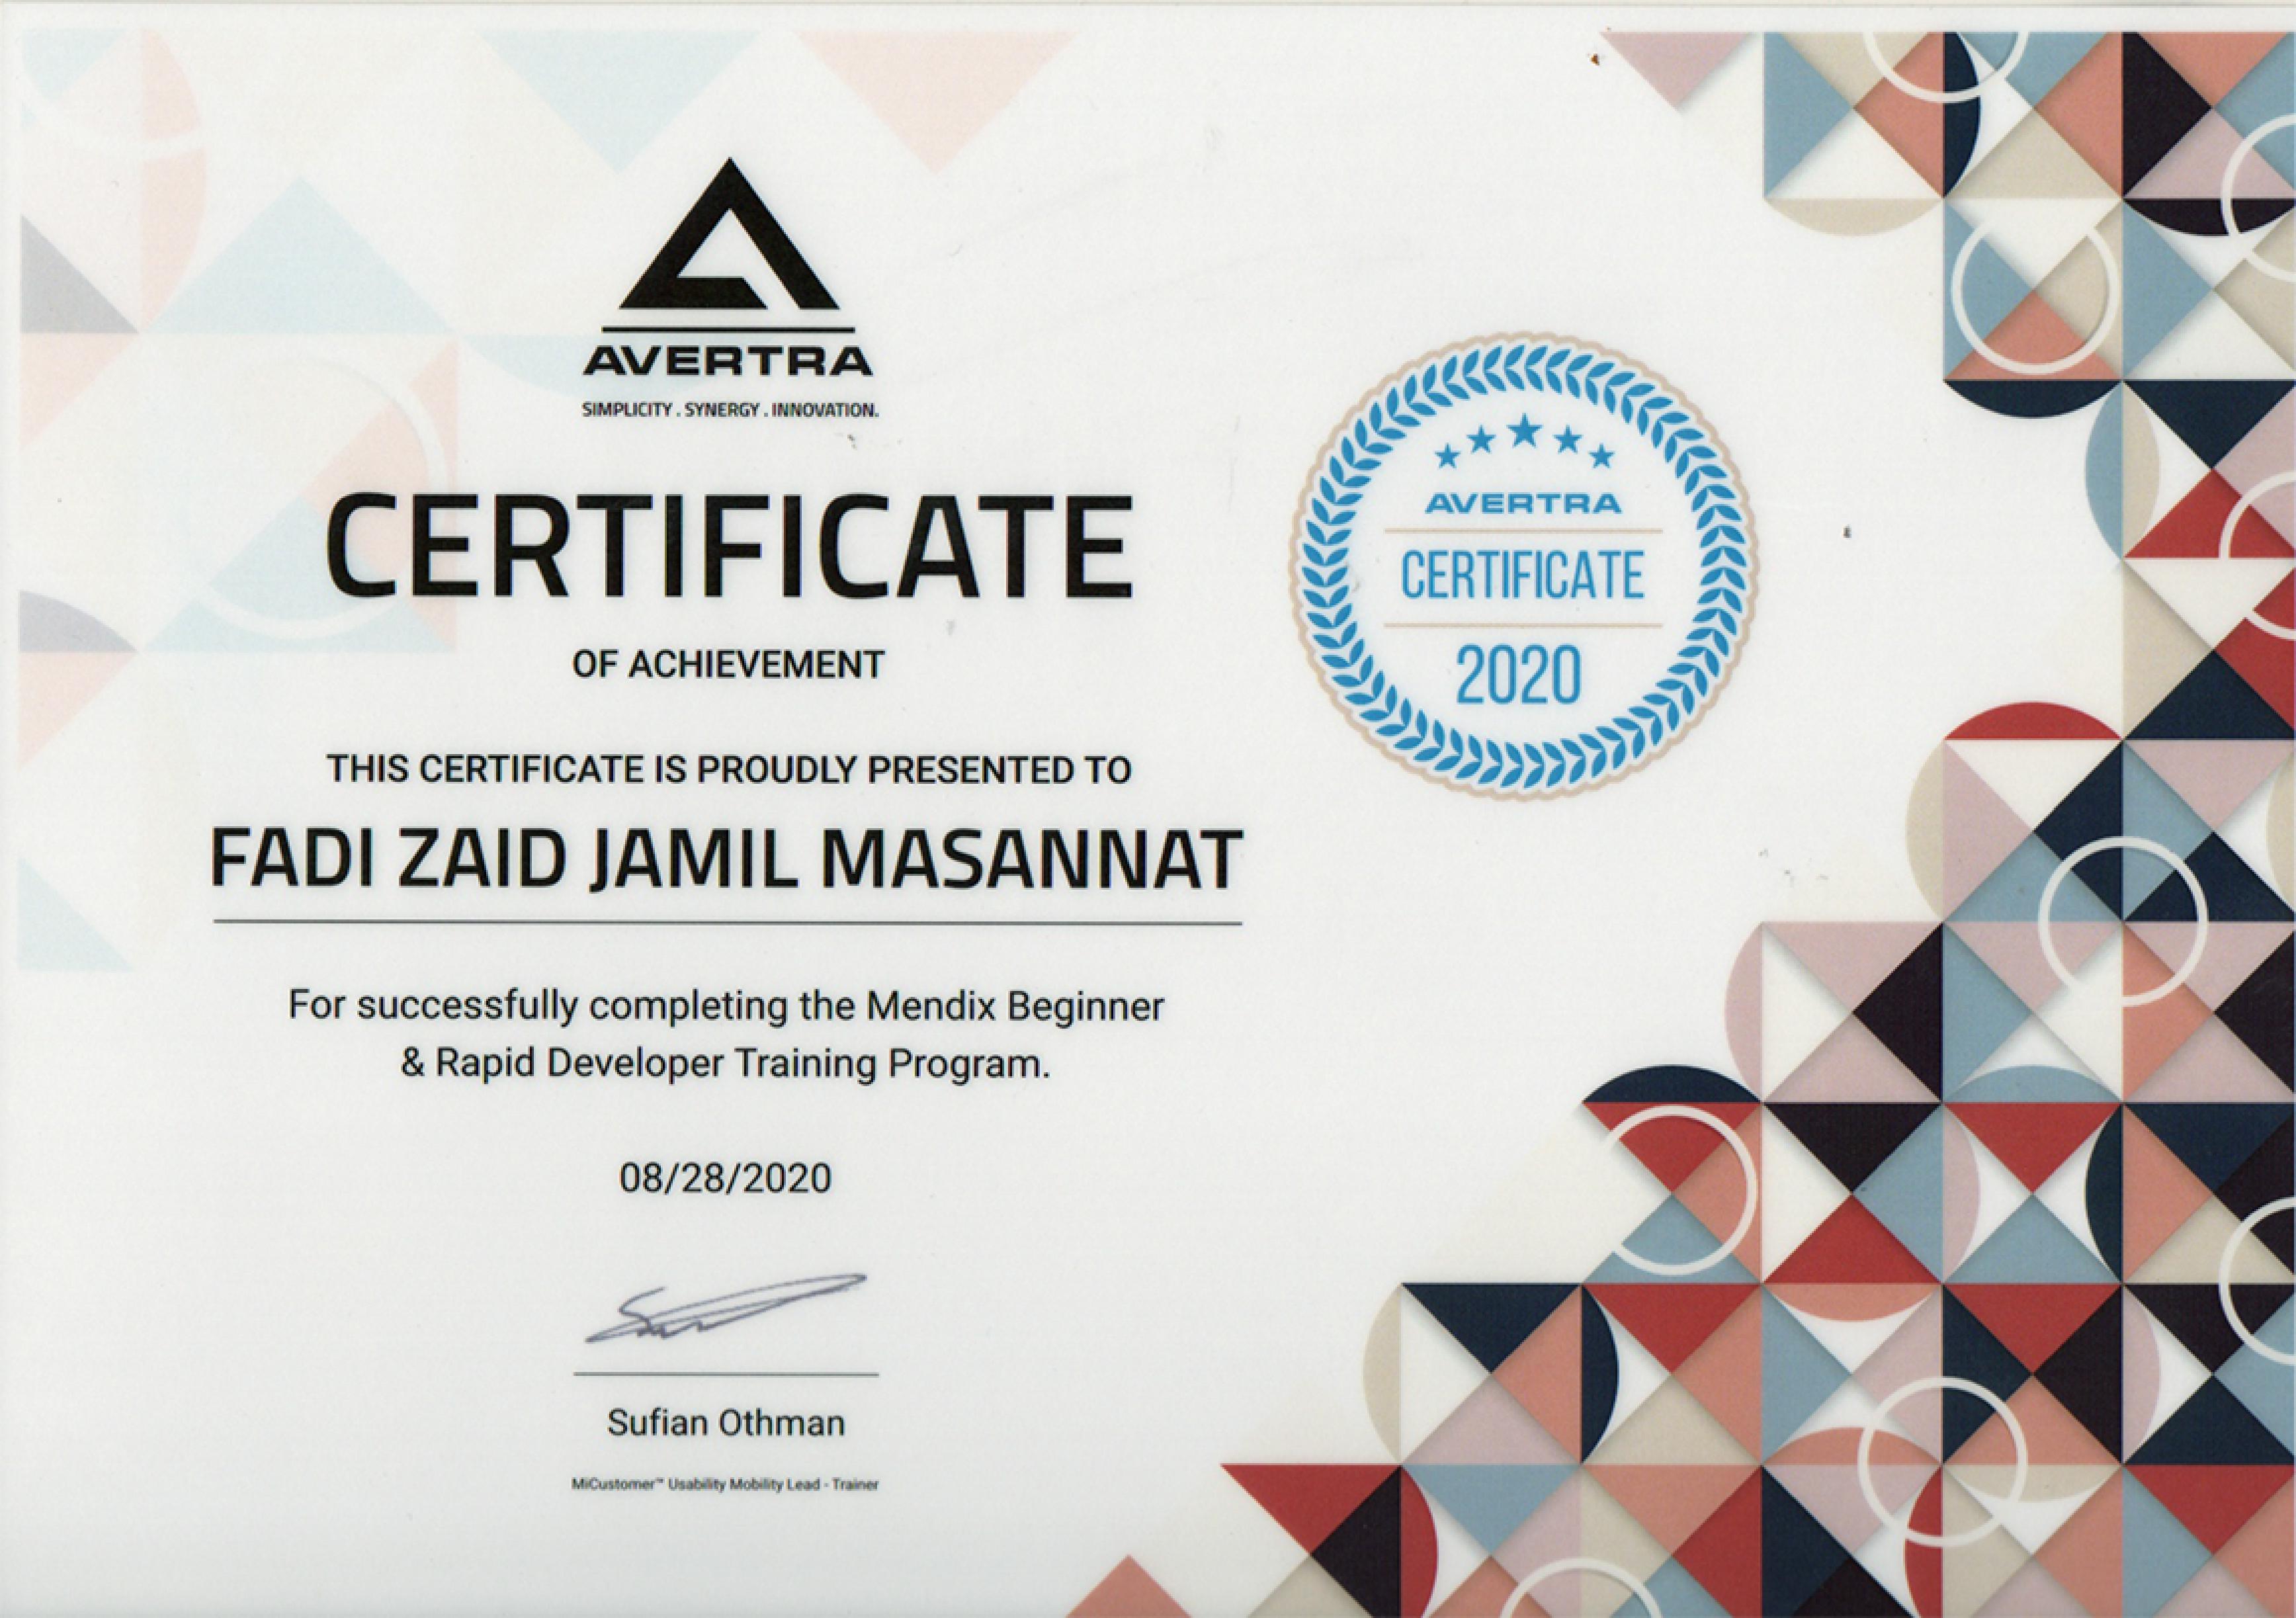 AVERTRA
SIMPLICITY . SYNERGY . INNOVATION.
CERTIFICATE
OF ACHIEVEMENT
THIS CERTIFICATE IS PROUDLY PRESENTED TO
FADI ZAID JAMIL MASANNAT
For successfully completing the Mendix Beginner
& Rapid Developer Training Program.
08/28/2020
Sufian Othman
MiCustomer™ Usability Mobility Lead - Trainer
AVERTRA
CERTIFICATE
2020